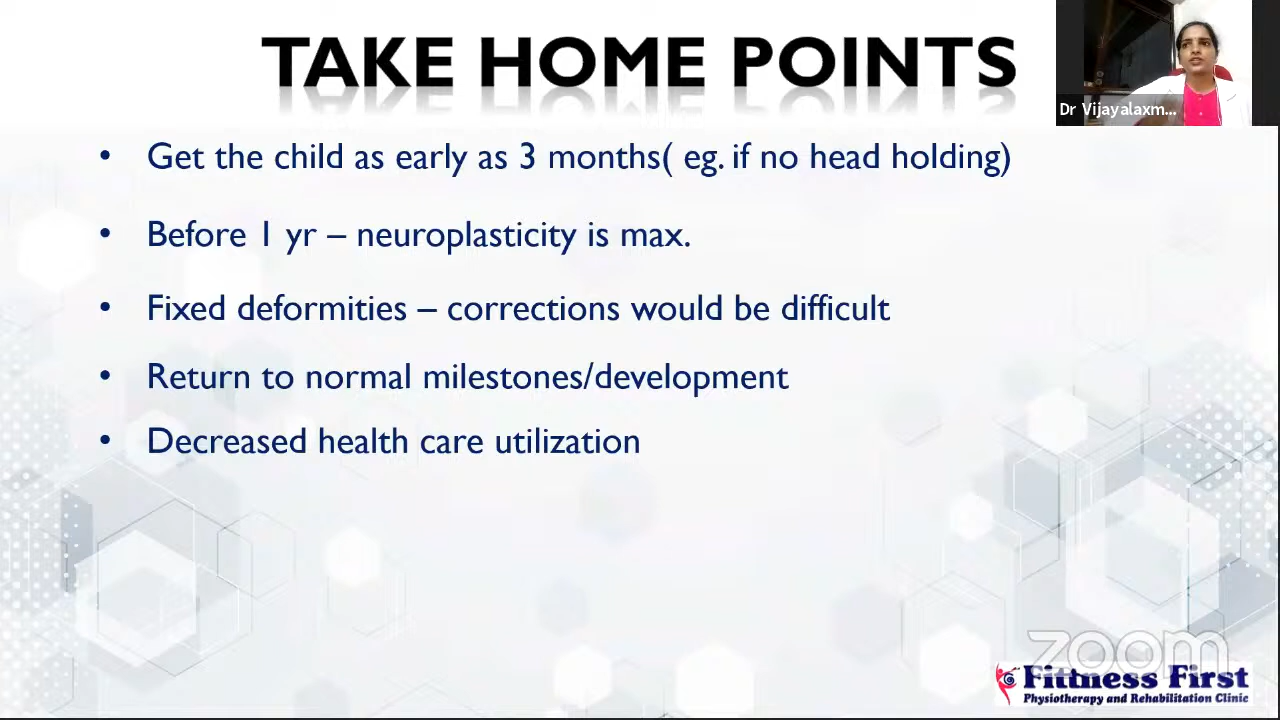 TAKE HOME POINTS
Dr Vijayalaxm...
• Get the child as early as 3 months( eg. if no head holding)
• Before 1 yr – neuroplasticity is max.
• Fixed deformities – corrections would be difficult
• Return to normal milestones/development
• Decreased health care utilization
zoom
Fittness First
Physiotherapy and Rehabilitation Clinic